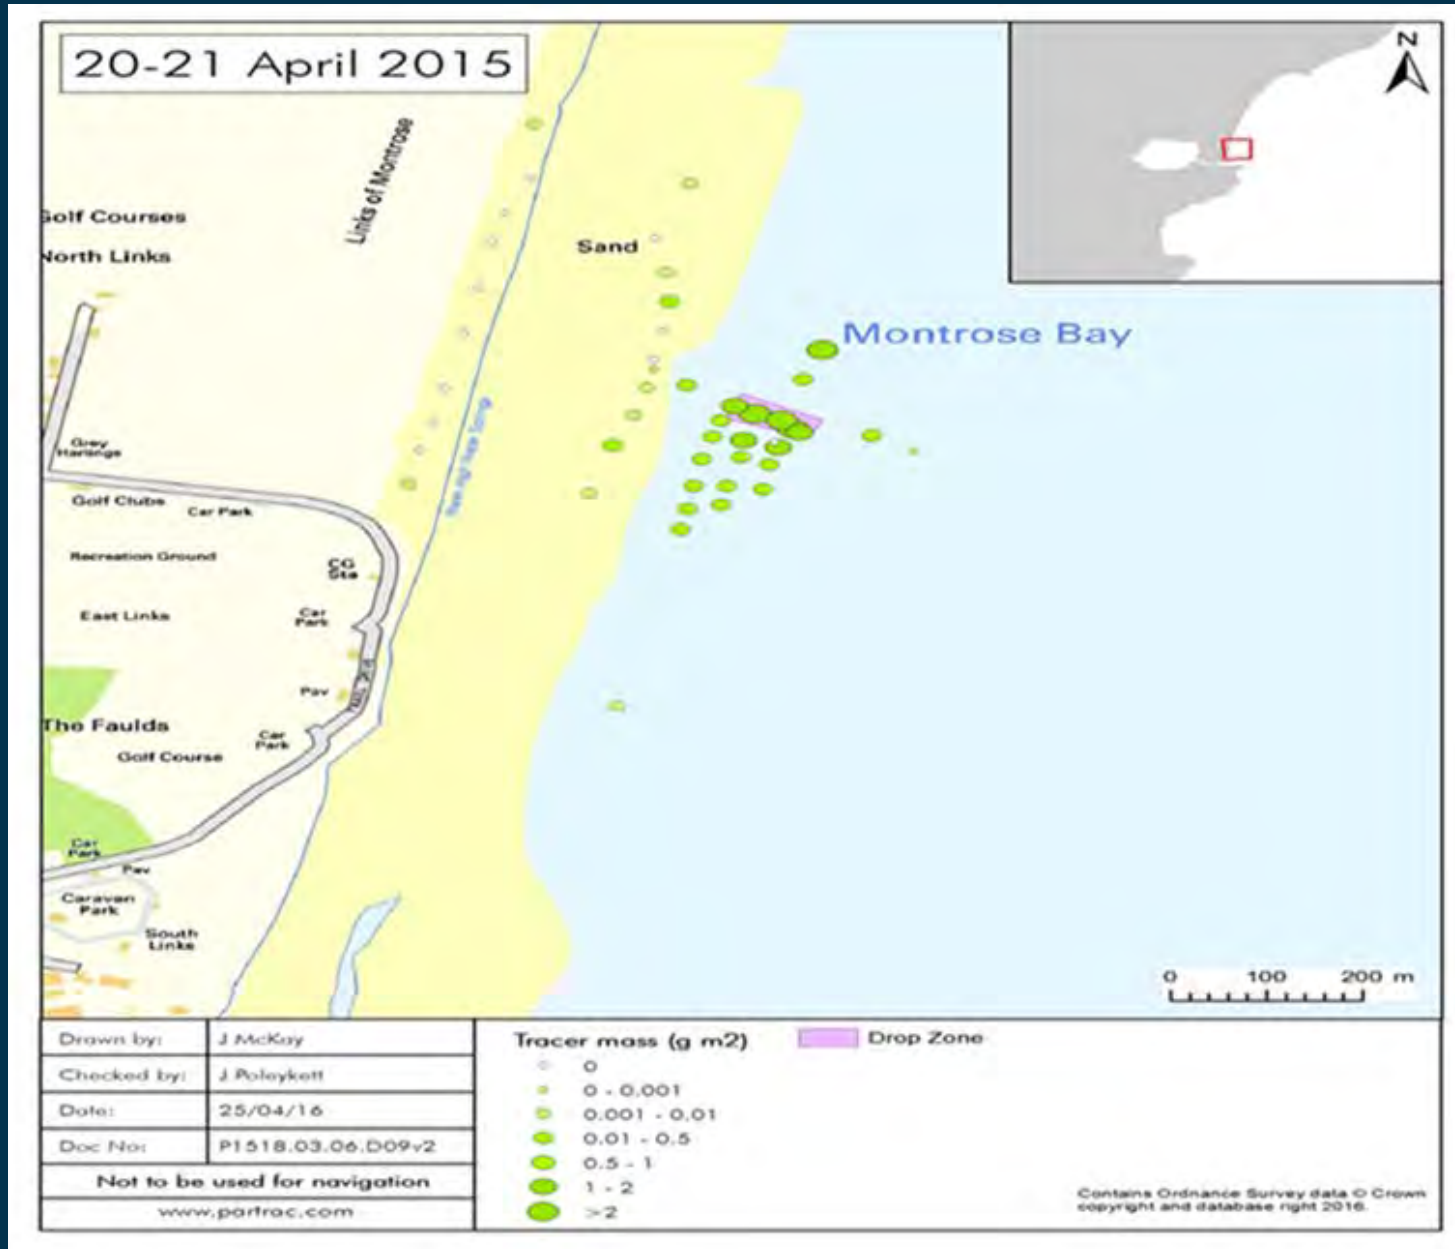 20-21 April 2015
N
Links of Montrose
Golf Courses
North Links
Sand
Montrose Bay
Grey
Harlings
Golf Clubs
Car Park
Recreation Ground
CG
Sta
East Links
Car
Park
Pav
The Faulds
Car
Park
Golf Course
Car
Park
Pav
Caravan
Park
South
Links
0 100 200 m
Drawn by: J McKay
Checked by: J Poleykett
Date: 25/04/16
Doc No: P1518.03.06.D09v2
Not to be used for navigation
www.partrac.com
Tracer mass (g m2)
0
0 - 0.001
0.001 - 0.01
0.01 - 0.5
0.5 - 1
1 - 2
>2
Drop Zone
Contains Ordnance Survey data © Crown
copyright and database right 2016.